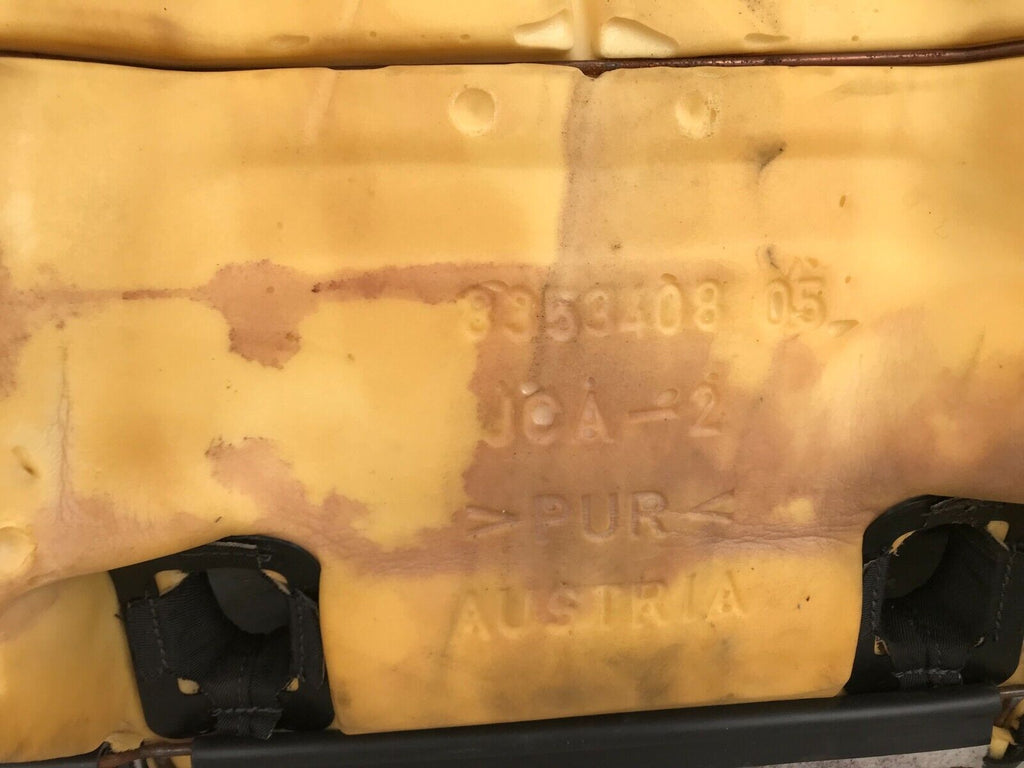 3353408 05
JCA-2
>PUR<
AUSTRIA